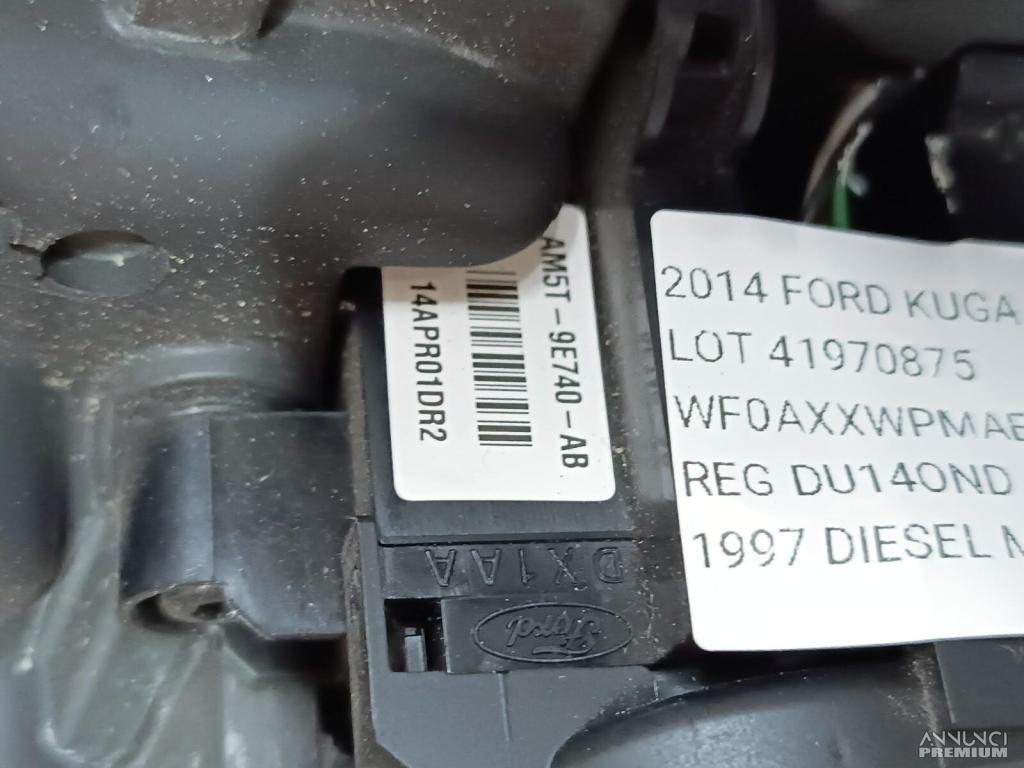 AM5T-9E740-AB
14APR01DR2
DX1AA
Ford
2014 FORD KUGA
LOT 41970875
WF0AXXWPMAE
REG DU14OND
1997 DIESEL
ANNUNCI
PREMIUM